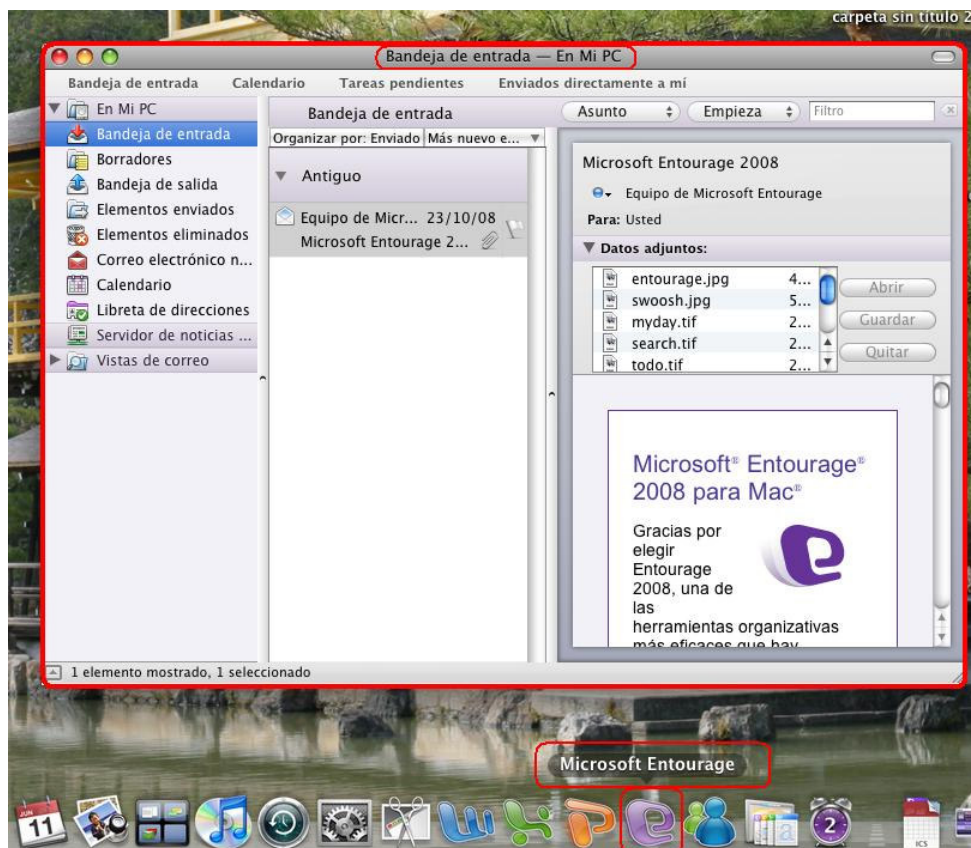 carpeta sin título 2
Bandeja de entrada — En Mi PC
Bandeja de entrada Calendario Tareas pendientes Enviados directamente a mí
En Mi PC
Bandeja de entrada
Borradores
Bandeja de salida
Elementos enviados
Elementos eliminados
Correo electrónico n...
Calendario
Libreta de direcciones
Servidor de noticias ...
Vistas de correo
Bandeja de entrada
Organizar por: Enviado Más nuevo e...
Antiguo
Equipo de Micr... 23/10/08
Microsoft Entourage 2...
Asunto Empieza Filtro
Microsoft Entourage 2008
Equipo de Microsoft Entourage
Para: Usted
Datos adjuntos:
entourage.jpg 4...
swoosh.jpg 5...
myday.tif 2...
search.tif 2...
todo.tif 2...
Abrir
Guardar
Quitar
Microsoft® Entourage®
2008 para Mac®
Gracias por
elegir
Entourage
2008, una de
las
herramientas organizativas
más eficaces que hay
1 elemento mostrado, 1 seleccionado
Microsoft Entourage
JUN
11
2
ICS